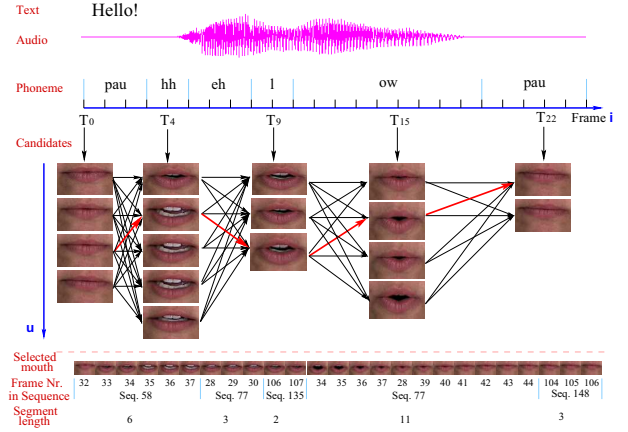 Text Hello!
Audio
Phoneme pau hh eh l ow pau
T0 T4 T9 T15 T22 Frame i
Candidates
u
Selected
mouth
Frame Nr. 32 33 34 35 36 37 28 29 30 106 107 34 35 36 37 28 39 40 41 42 43 44 104 105 106
in Sequence Seq. 58 Seq. 77 Seq. 135 Seq. 77 Seq. 148
Segment
length 6 3 2 11 3